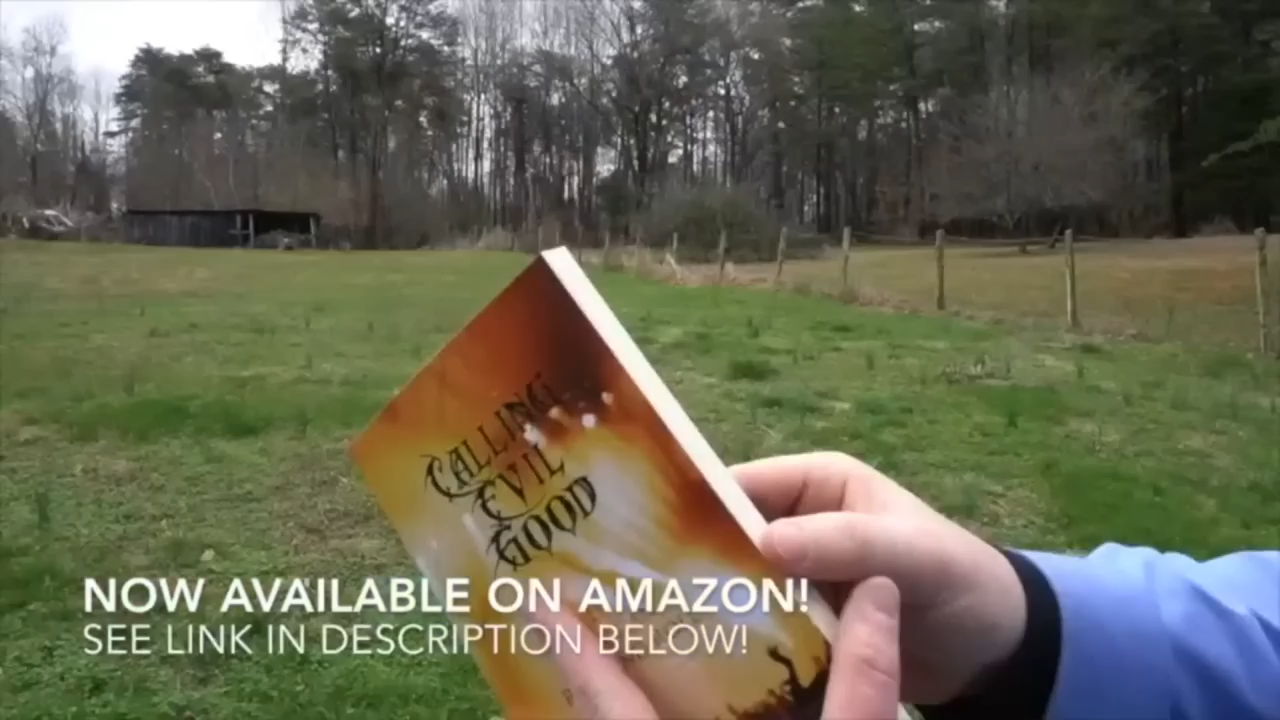 CALLING
EVIL
GOOD
NOW AVAILABLE ON AMAZON!
SEE LINK IN DESCRIPTION BELOW!